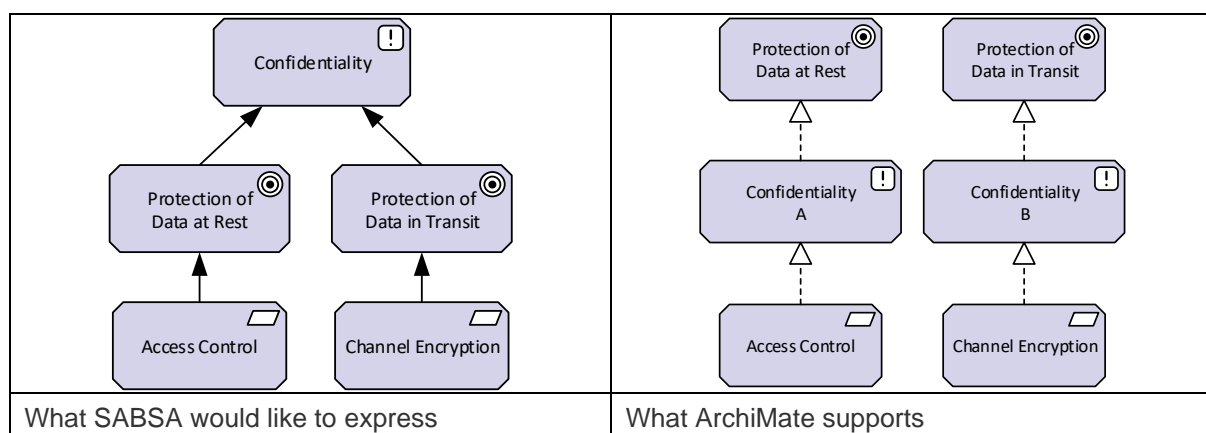 Confidentiality
Protection of
Data at Rest
Protection of
Data in Transit
Access Control
Channel Encryption
What SABSA would like to express
Protection of
Data at Rest
Protection of
Data in Transit
Confidentiality
A
Confidentiality
B
Access Control
Channel Encryption
What ArchiMate supports